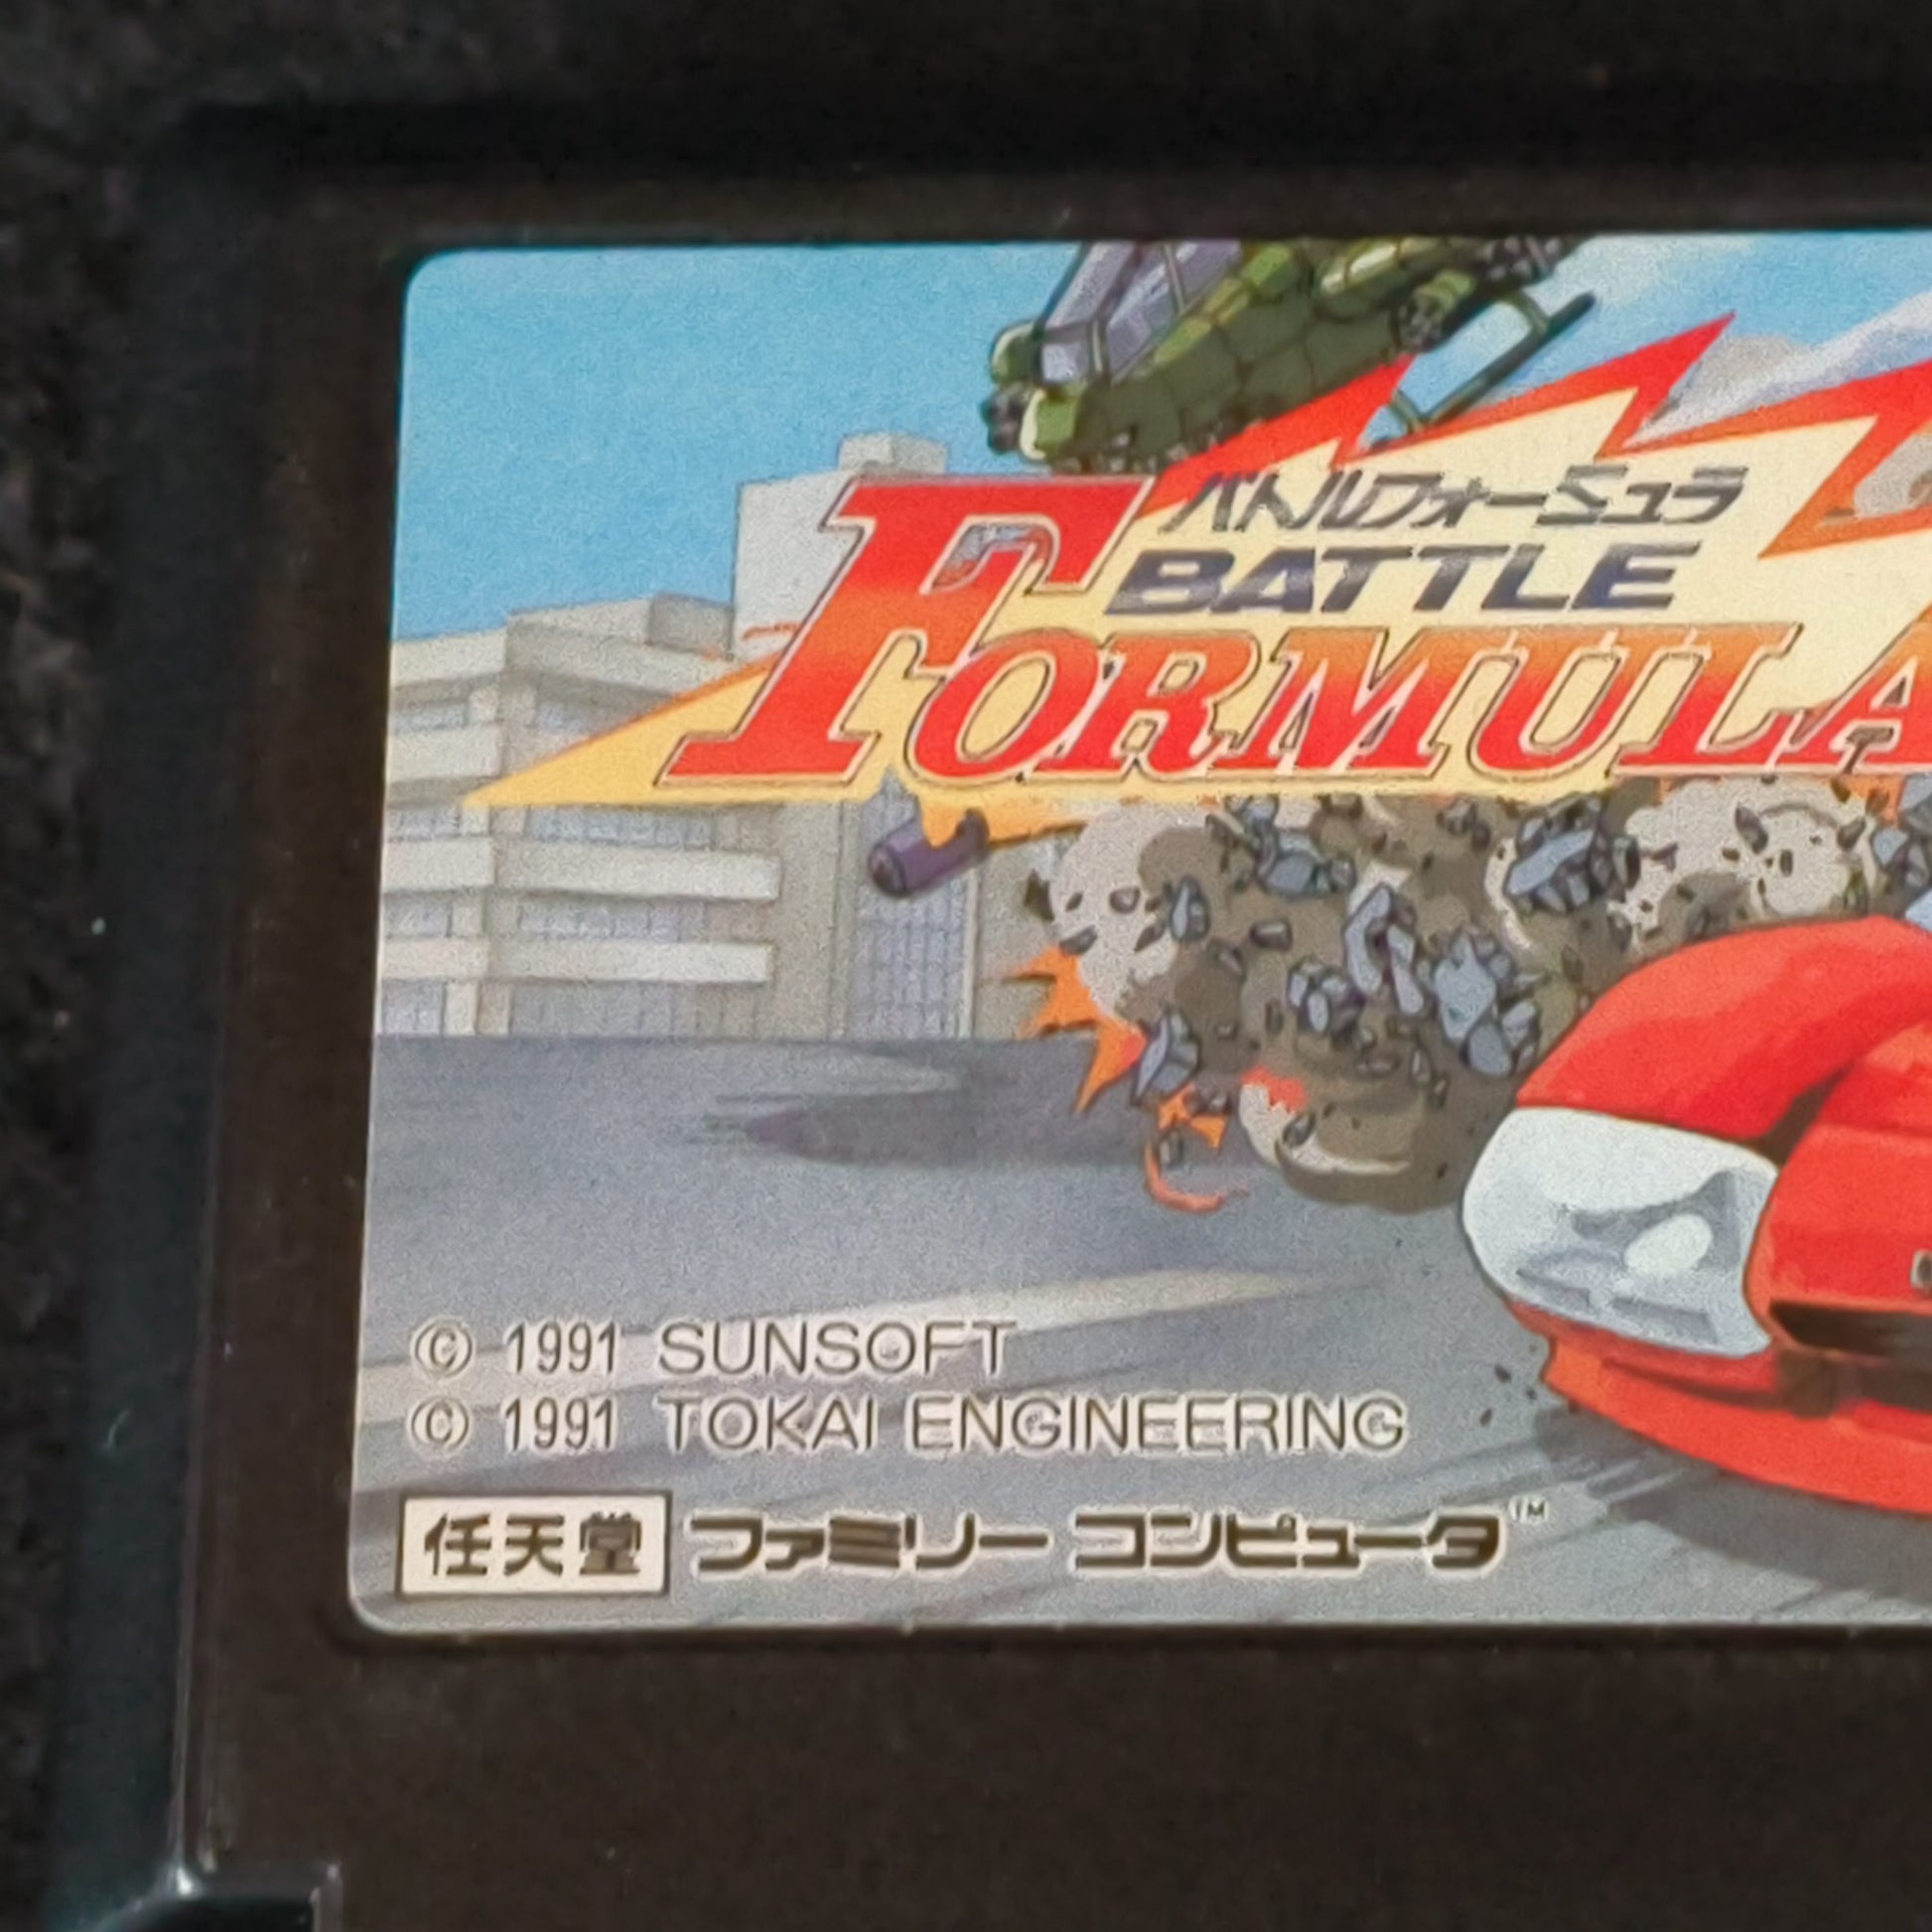 バトルフォーミュラ
BATTLE
FORMULA
© 1991 SUNSOFT
© 1991 TOKAI ENGINEERING
任天堂 ファミリー コンピュータ™